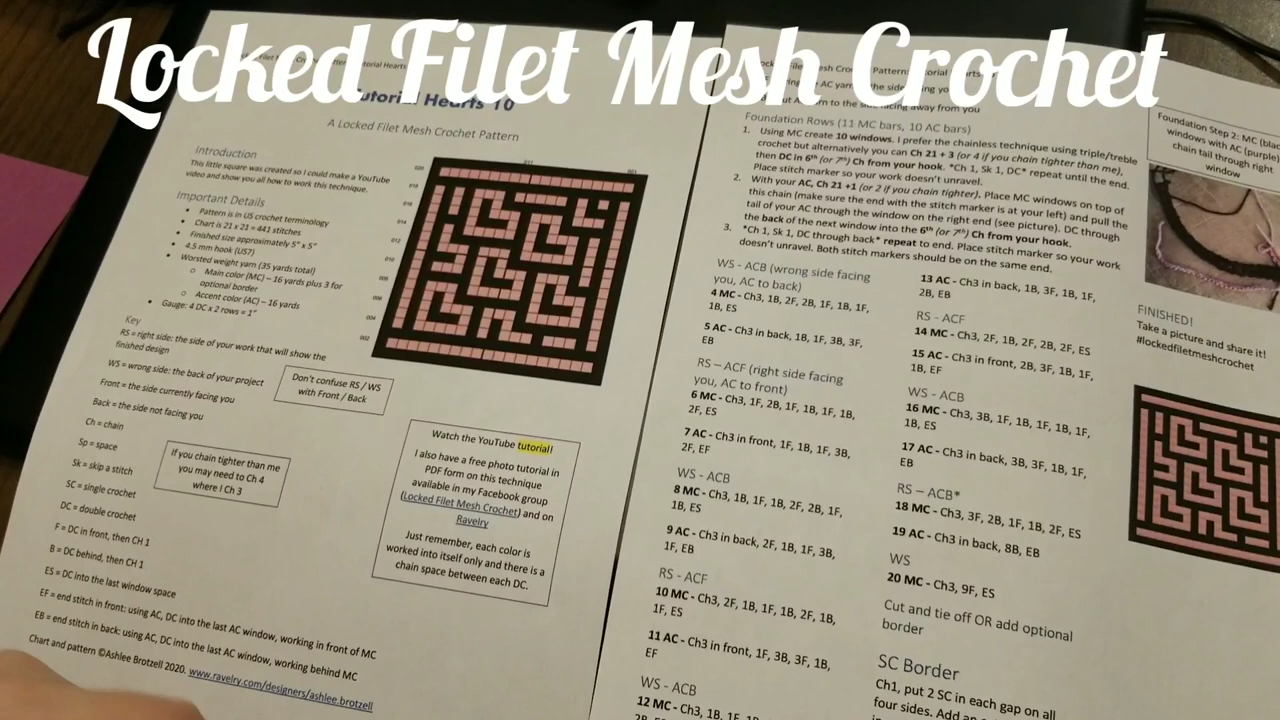 Locked Filet Mesh Crochet
Tutorial Hearts 10
A Locked Filet Mesh Crochet Pattern
Introduction
This little square was created so I could make a YouTube
video and show you all how to work this technique.
Important Details
• Pattern is in US crochet terminology
• Chart is 21 x 21 = 441 stitches
• Finished size approximately 5" x 5"
• 4.5 mm hook (US7)
• Worsted weight yarn (35 yards total)
o Main color (MC) – 16 yards plus 3 for
optional border
o Accent color (AC) – 16 yards
• Gauge: 4 DC x 2 rows = 1"
Key
RS = right side: the side of your work that will show the
finished design
WS = wrong side: the back of your project
Front = the side currently facing you
Back = the side not facing you
Ch = chain
Sp = space
Sk = skip a stitch
SC = single crochet
DC = double crochet
F = DC in front, then CH 1
B = DC behind, then CH 1
ES = DC into the last window space
EF = end stitch in front: using AC, DC into the last AC window, working in front of MC
EB = end stitch in back: using AC, DC into the last AC window, working behind MC
Chart and pattern ©Ashlee Brotzell 2020. www.ravelry.com/designers/ashlee.brotzell
Don't confuse RS / WS
with Front / Back
If you chain tighter than me
you may need to Ch 4
where I Ch 3
Watch the YouTube tutorial!
I also have a free photo tutorial in
PDF form on this technique
available in my Facebook group
(Locked Filet Mesh Crochet) and on
Ravelry
Just remember, each color is
worked into itself only and there is a
chain space between each DC.
Foundation Rows (11 MC bars, 10 AC bars)
1. Using MC create 10 windows. I prefer the chainless technique using triple/treble
crochet but alternatively you can Ch 21 + 3 (or 4 if you chain tighter than me),
then DC in 6th (or 7th) Ch from your hook. *Ch 1, Sk 1, DC* repeat until the end.
Place stitch marker so your work doesn't unravel.
2. With your AC, Ch 21 +1 (or 2 if you chain tightly). Place MC windows on top of
this chain (make sure the end with the stitch marker is at your left) and pull the
tail of your AC through the window on the right end (see picture). DC through
the back of the next window into the 6th (or 7th) Ch from your hook.
3. *Ch 1, Sk 1, DC through back* repeat to end. Place stitch marker so your work
doesn't unravel. Both stitch markers should be on the same end.
WS - ACB (wrong side facing
you, AC to back)
4 MC - Ch3, 1B, 2F, 2B, 1F, 1B, 1F,
1B, ES
5 AC - Ch3 in back, 1B, 1F, 3B, 3F,
EB
RS – ACF (right side facing
you, AC to front)
6 MC - Ch3, 1F, 2B, 1F, 1B, 1F, 1B,
2F, ES
7 AC - Ch3 in front, 1F, 1B, 1F, 3B,
2F, EF
WS - ACB
8 MC - Ch3, 1B, 1F, 1B, 2F, 2B, 1F,
1B, ES
9 AC - Ch3 in back, 2F, 1B, 1F, 3B,
1F, EB
RS - ACF
10 MC - Ch3, 2F, 1B, 1F, 1B, 2F, 1B,
1F, ES
11 AC - Ch3 in front, 1F, 3B, 3F, 1B,
EF
WS - ACB
13 AC - Ch3 in back, 1B, 3F, 1B, 1F,
2B, EB
RS - ACF
14 MC - Ch3, 2F, 1B, 2F, 2B, 2F, ES
15 AC - Ch3 in front, 2B, 3F, 1B, 1F,
1B, EF
WS - ACB
16 MC - Ch3, 3B, 1F, 1B, 1F, 1B, 1F,
1B, ES
17 AC - Ch3 in back, 3B, 3F, 1B, 1F,
EB
RS – ACB*
18 MC - Ch3, 3F, 2B, 1F, 1B, 2F, ES
19 AC - Ch3 in back, 8B, EB
WS
20 MC - Ch3, 9F, ES
Cut and tie off OR add optional
border
SC Border
Ch1, put 2 SC in each gap on all
Foundation Step 2: MC
windows with AC (purple)
chain tail through right
window
FINISHED!
Take a picture and share it!
#lockedfiletmeshcrochet